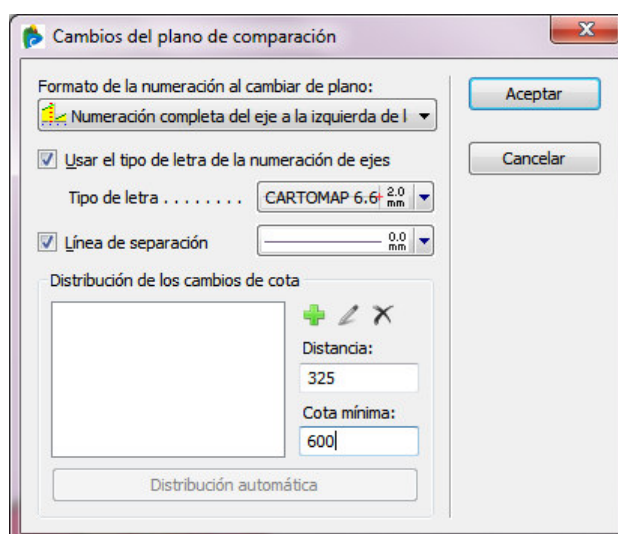 Cambios del plano de comparación
Formato de la numeración al cambiar de plano:
Numeración completa del eje a la izquierda de l
Usar el tipo de letra de la numeración de ejes
Tipo de letra . . . . . . . . CARTOMAP 6.6 2.0 mm
Línea de separación 0.0 mm
Distribución de los cambios de cota
Distancia:
325
Cota mínima:
600
Distribución automática
Aceptar
Cancelar